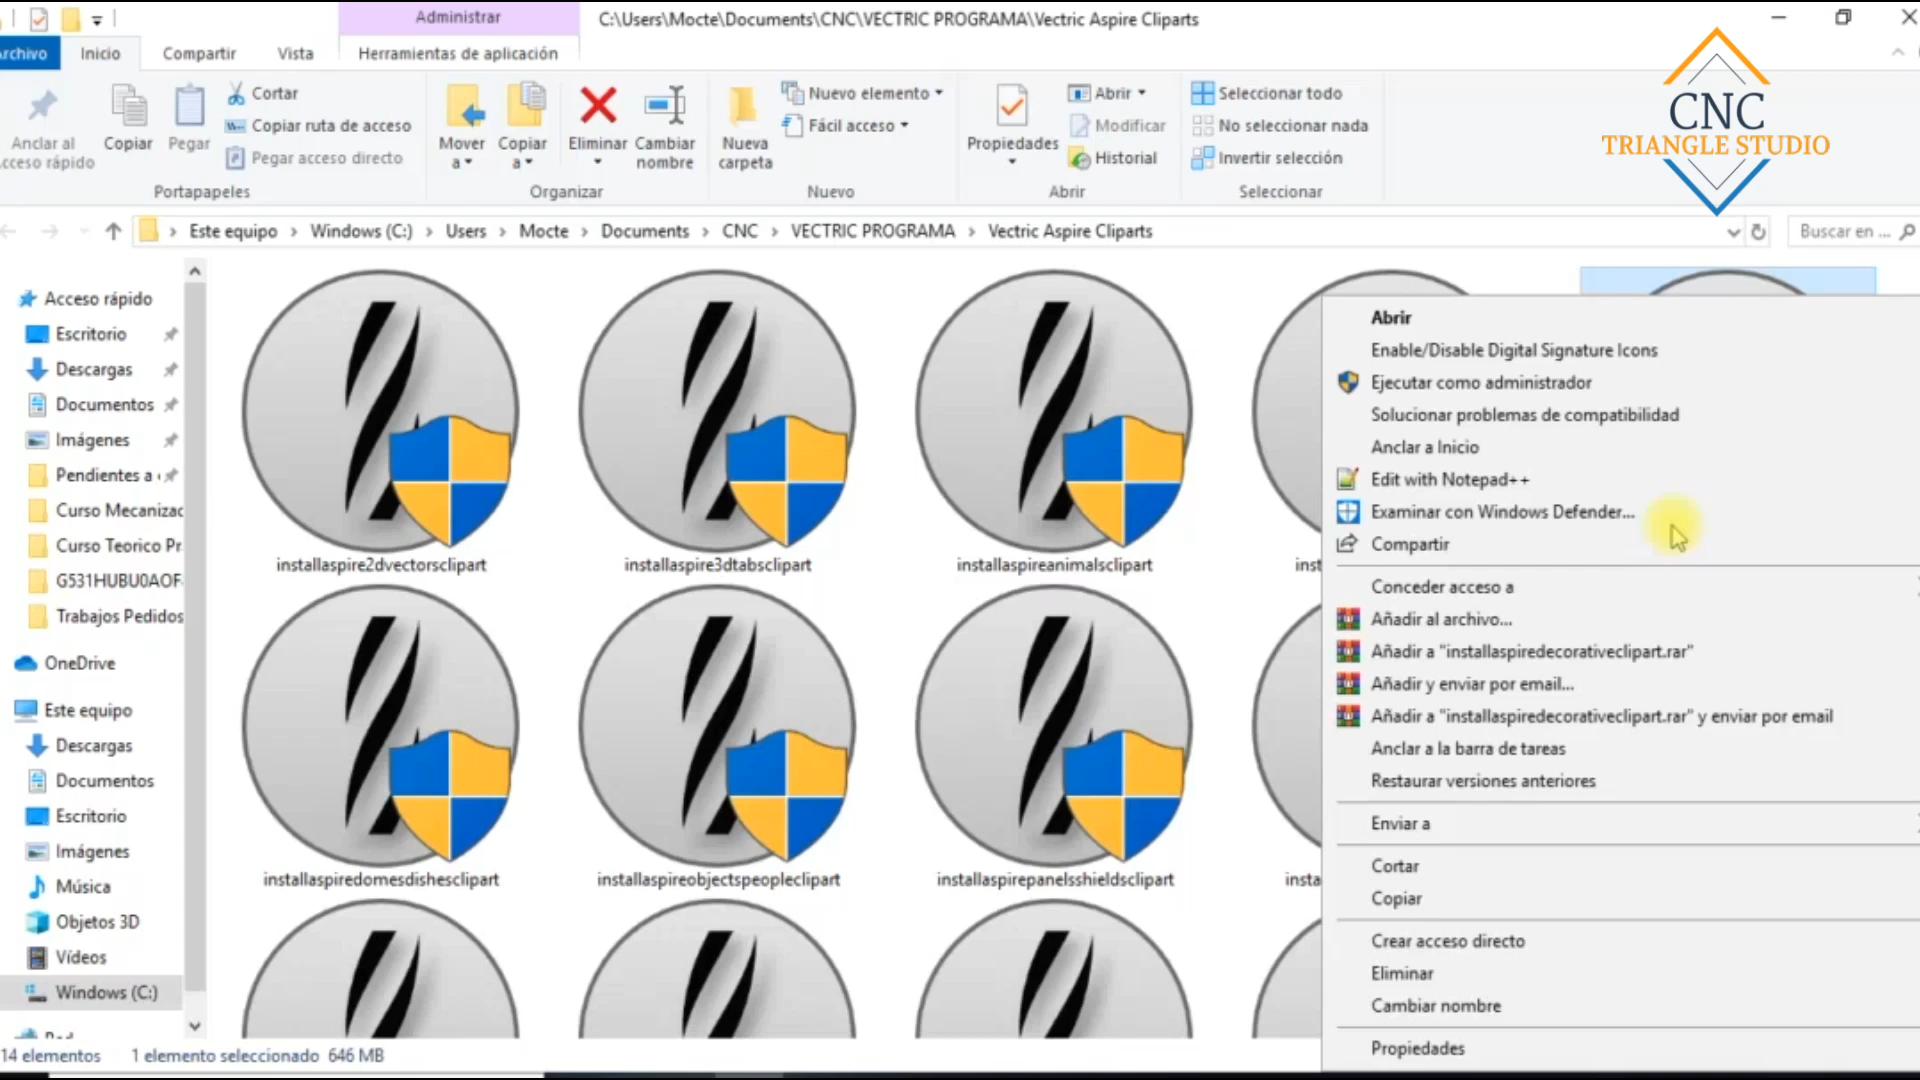 Administrar
C:\Users\Mocte\Documents\CNC\VECTRIC PROGRAMA\Vectric Aspire Cliparts
Inicio
Compartir
Vista
Herramientas de aplicación
Cortar
Copiar ruta de acceso
Pegar acceso directo
Anclar al
Copiar
Pegar
Portapapeles
Mover a
Copiar a
Eliminar
Cambiar nombre
Organizar
Nueva carpeta
Nuevo elemento
Fácil acceso
Nuevo
Propiedades
Abrir
Modificar
Historial
Abrir
Seleccionar todo
No seleccionar nada
Invertir selección
Seleccionar
CNC
TRIANGLE STUDIO
Este equipo > Windows (C:) > Users > Mocte > Documents > CNC > VECTRIC PROGRAMA > Vectric Aspire Cliparts
Buscar en ...
Acceso rápido
Escritorio
Descargas
Documentos
Imágenes
Pendientes a
Curso Mecanizac
Curso Teorico Pr
G531HUBU0AOF
Trabajos Pedidos
OneDrive
Este equipo
Descargas
Documentos
Escritorio
Imágenes
Música
Objetos 3D
Vídeos
Windows (C:)
installaspire2dvectorsclipart
installaspire3dtabsclipart
installaspireanimalsclipart
inst
installaspiredomesdishesclipart
installaspireobjectspeopleclipart
installaspirepanelsshieldsclipart
insta
Abrir
Enable/Disable Digital Signature Icons
Ejecutar como administrador
Solucionar problemas de compatibilidad
Anclar a Inicio
Edit with Notepad++
Examinar con Windows Defender...
Compartir
Conceder acceso a
Añadir al archivo...
Añadir a "installaspiredecorativeclipart.rar"
Añadir y enviar por email...
Añadir a "installaspiredecorativeclipart.rar" y enviar por email
Anclar a la barra de tareas
Restaurar versiones anteriores
Enviar a
Cortar
Copiar
Crear acceso directo
Eliminar
Cambiar nombre
Propiedades
14 elementos
1 elemento seleccionado 646 MB